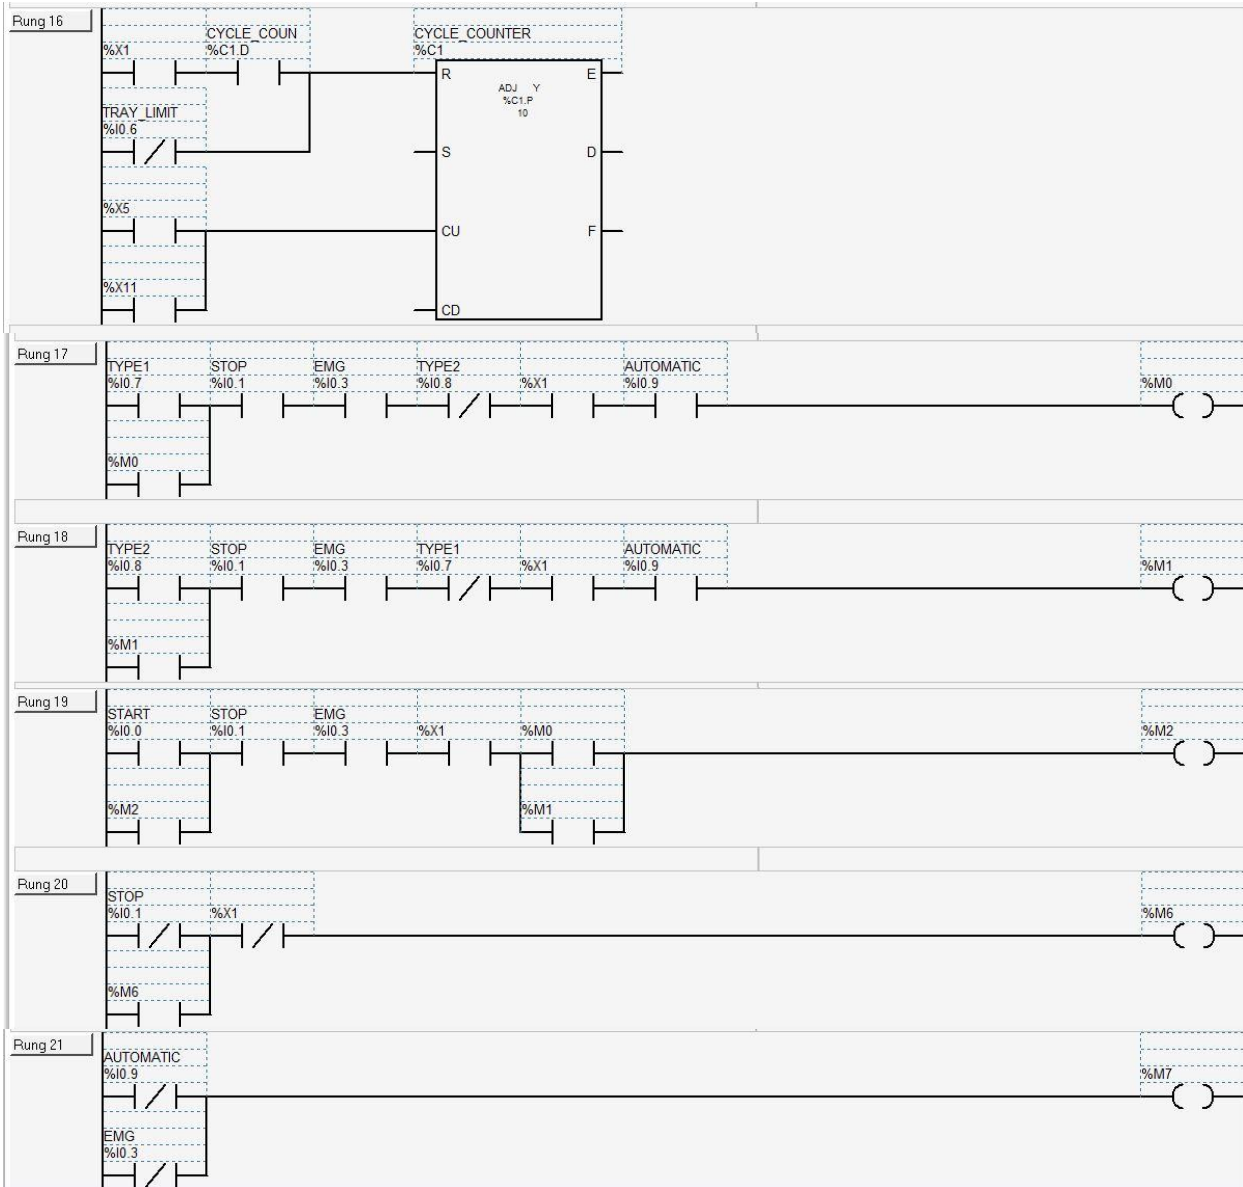 Rung 16
CYCLE_COUN
CYCLE_COUNTER
%X1
%C1.D
%C1
R
E
ADJ Y
%C1.P
10
TRAY_LIMIT
%I0.6
S
D
%X5
CU
F
%X11
CD
Rung 17
TYPE1 STOP EMG TYPE2 AUTOMATIC
%I0.7 %I0.1 %I0.3 %I0.8 %X1 %I0.9 %M0
%M0
Rung 18
TYPE2 STOP EMG TYPE1 AUTOMATIC
%I0.8 %I0.1 %I0.3 %I0.7 %X1 %I0.9 %M1
%M1
Rung 19
START STOP EMG
%I0.0 %I0.1 %I0.3 %X1 %M0 %M2
%M2 %M1
Rung 20
STOP
%I0.1 %X1 %M6
%M6
Rung 21
AUTOMATIC
%I0.9 %M7
EMG
%I0.3